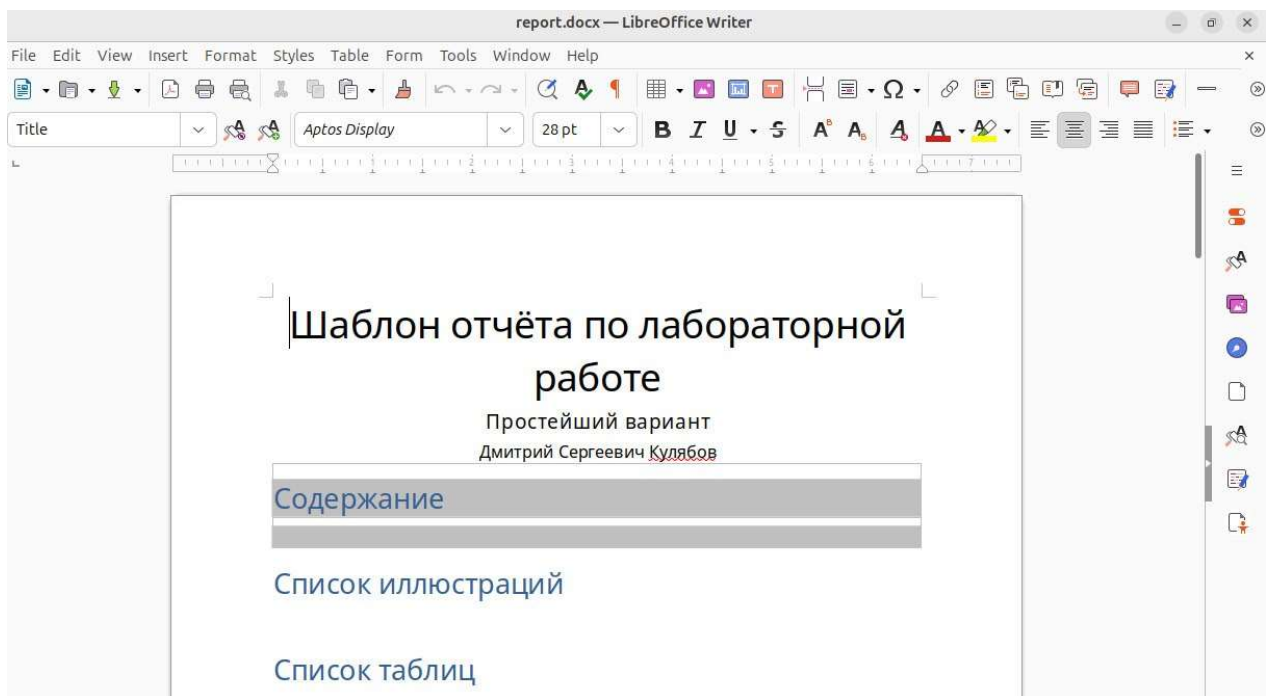 report.docx — LibreOffice Writer
File Edit View Insert Format Styles Table Form Tools Window Help
Title Aptos Display 28 pt
Шаблон отчёта по лабораторной
работе
Простейший вариант
Дмитрий Сергеевич Кулябов
Содержание
Список иллюстраций
Список таблиц